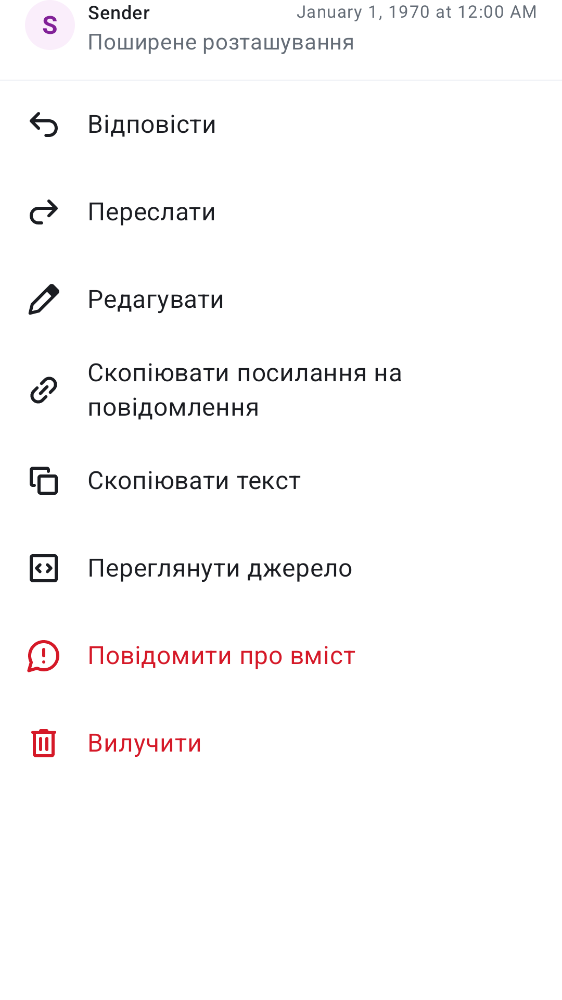 S
Sender
January 1, 1970 at 12:00 AM
Поширене розташування
Відповісти
Переслати
Редагувати
Скопіювати посилання на
повідомлення
Скопіювати текст
Переглянути джерело
Повідомити про вміст
Вилучити